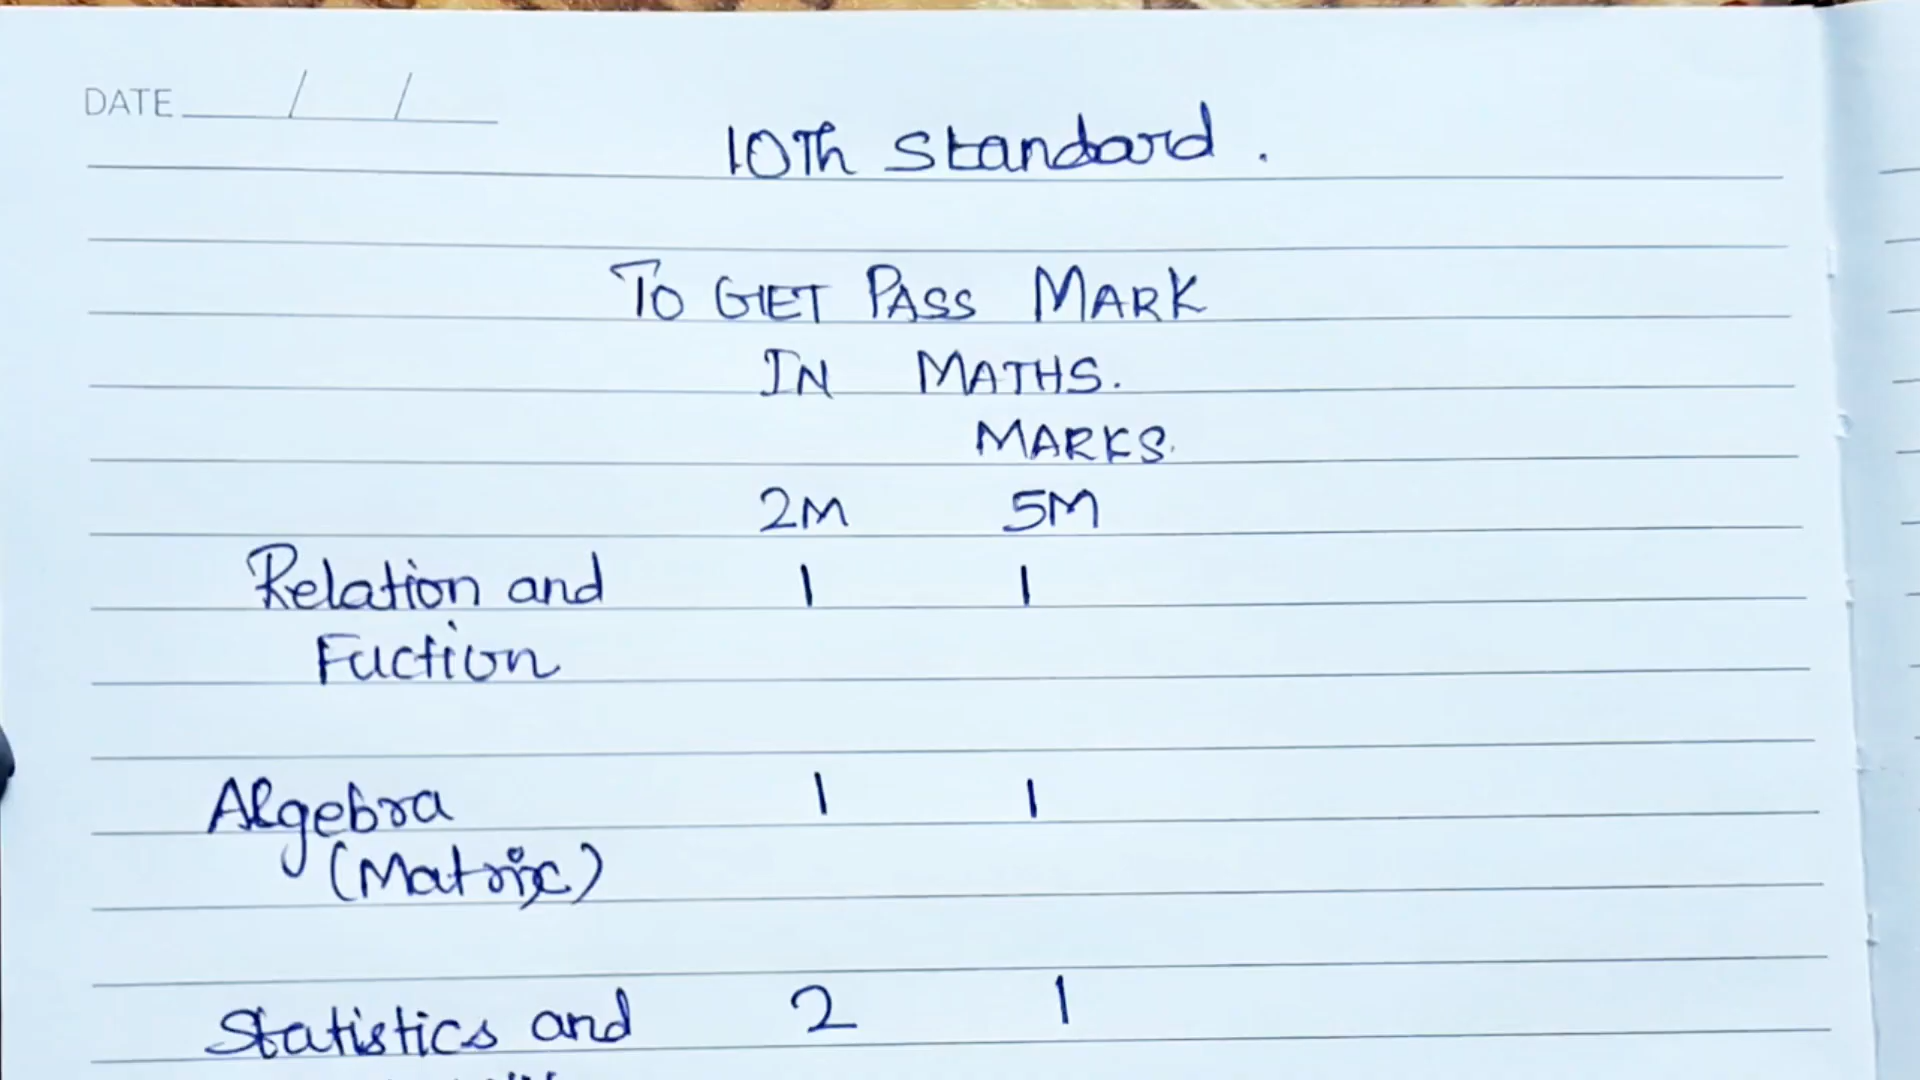 DATE / /
10Th Standard.
TO GET PASS MARK
IN MATHS.
MARKS.
2M 5M
Relation and 1 1
Fuction
Algebra 1 1
(Matrix)
Statistics and 2 1